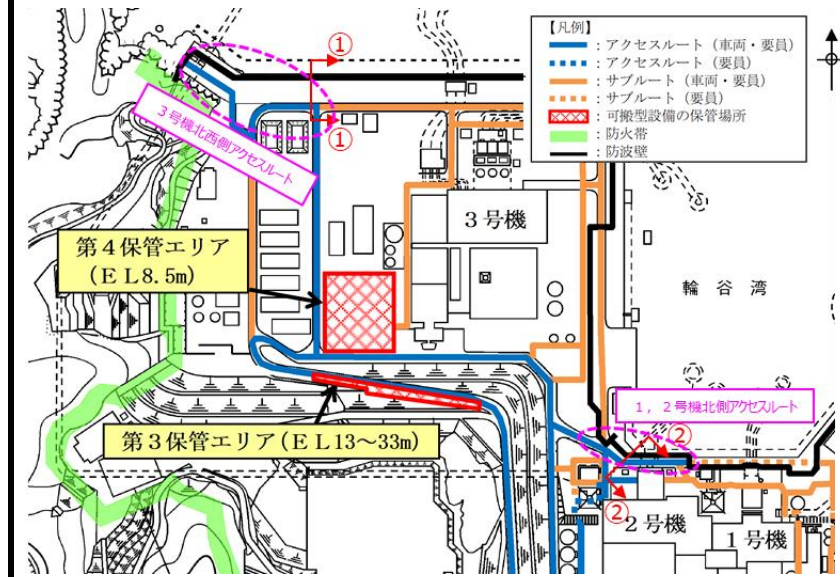 【凡例】
：アクセスルート（車両・要員）
：アクセスルート（要員）
：サブルート（車両・要員）
：サブルート（要員）
：可搬型設備の保管場所
：防火帯
：防波壁
①
①
3号機北西側アクセスルート
3号機
第4保管エリア
（EL8.5m）
輪谷湾
1，2号機北側アクセスルート
第3保管エリア（EL13～33m）
②
②
2号機
1号機